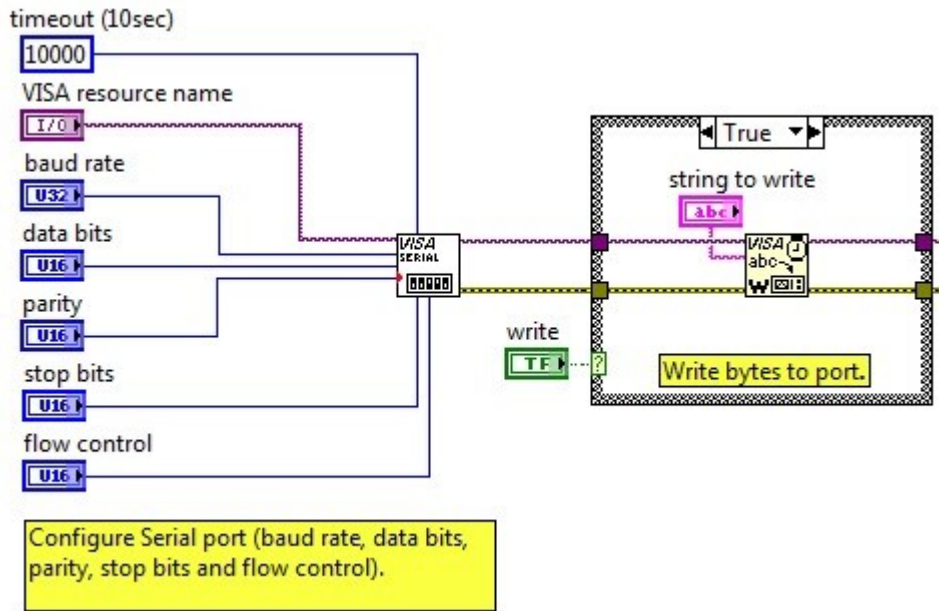 timeout (10sec)
10000
VISA resource name
I/O
baud rate
U32
data bits
U16
parity
U16
stop bits
U16
flow control
U16
VISA
SERIAL
write
TF
?
True
string to write
abc
VISA
abc
W
Write bytes to port.
Configure Serial port (baud rate, data bits,
parity, stop bits and flow control).